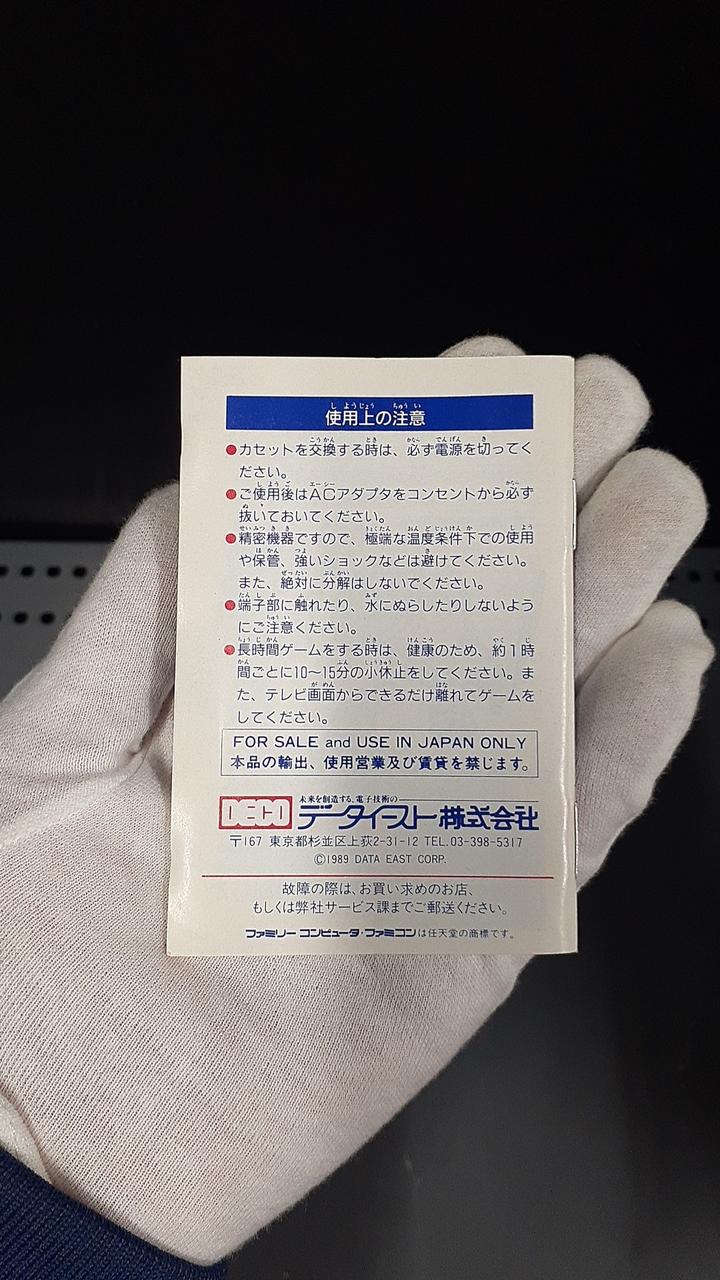 使用上の注意
●カセットを交換する時は、必ず電源を切ってく
ださい。
●ご使用後はACアダプタをコンセントから必ず
抜いておいてください。
●精密機器ですので、極端な温度条件下での使用
や保管、強いショックなどは避けてください。
また、絶対に分解はしないでください。
●端子部に触れたり、水にぬらしたりしないよう
にご注意ください。
●長時間ゲームをする時は、健康のため、約1時
間ごとに10〜15分の小休止をしてください。ま
た、テレビ画面からできるだけ離れてゲームを
してください。
FOR SALE and USE IN JAPAN ONLY
本品の輸出、使用営業及び賃貸を禁じます。
未来を創造する、電子技術の
DECO データイースト株式会社
〒167 東京都杉並区上荻2-31-12 TEL.03-398-5317
©1989 DATA EAST CORP.
故障の際は、お買い求めのお店、
もしくは弊社サービス課までご郵送ください。
ファミリーコンピュータ・ファミコンは任天堂の商標です。